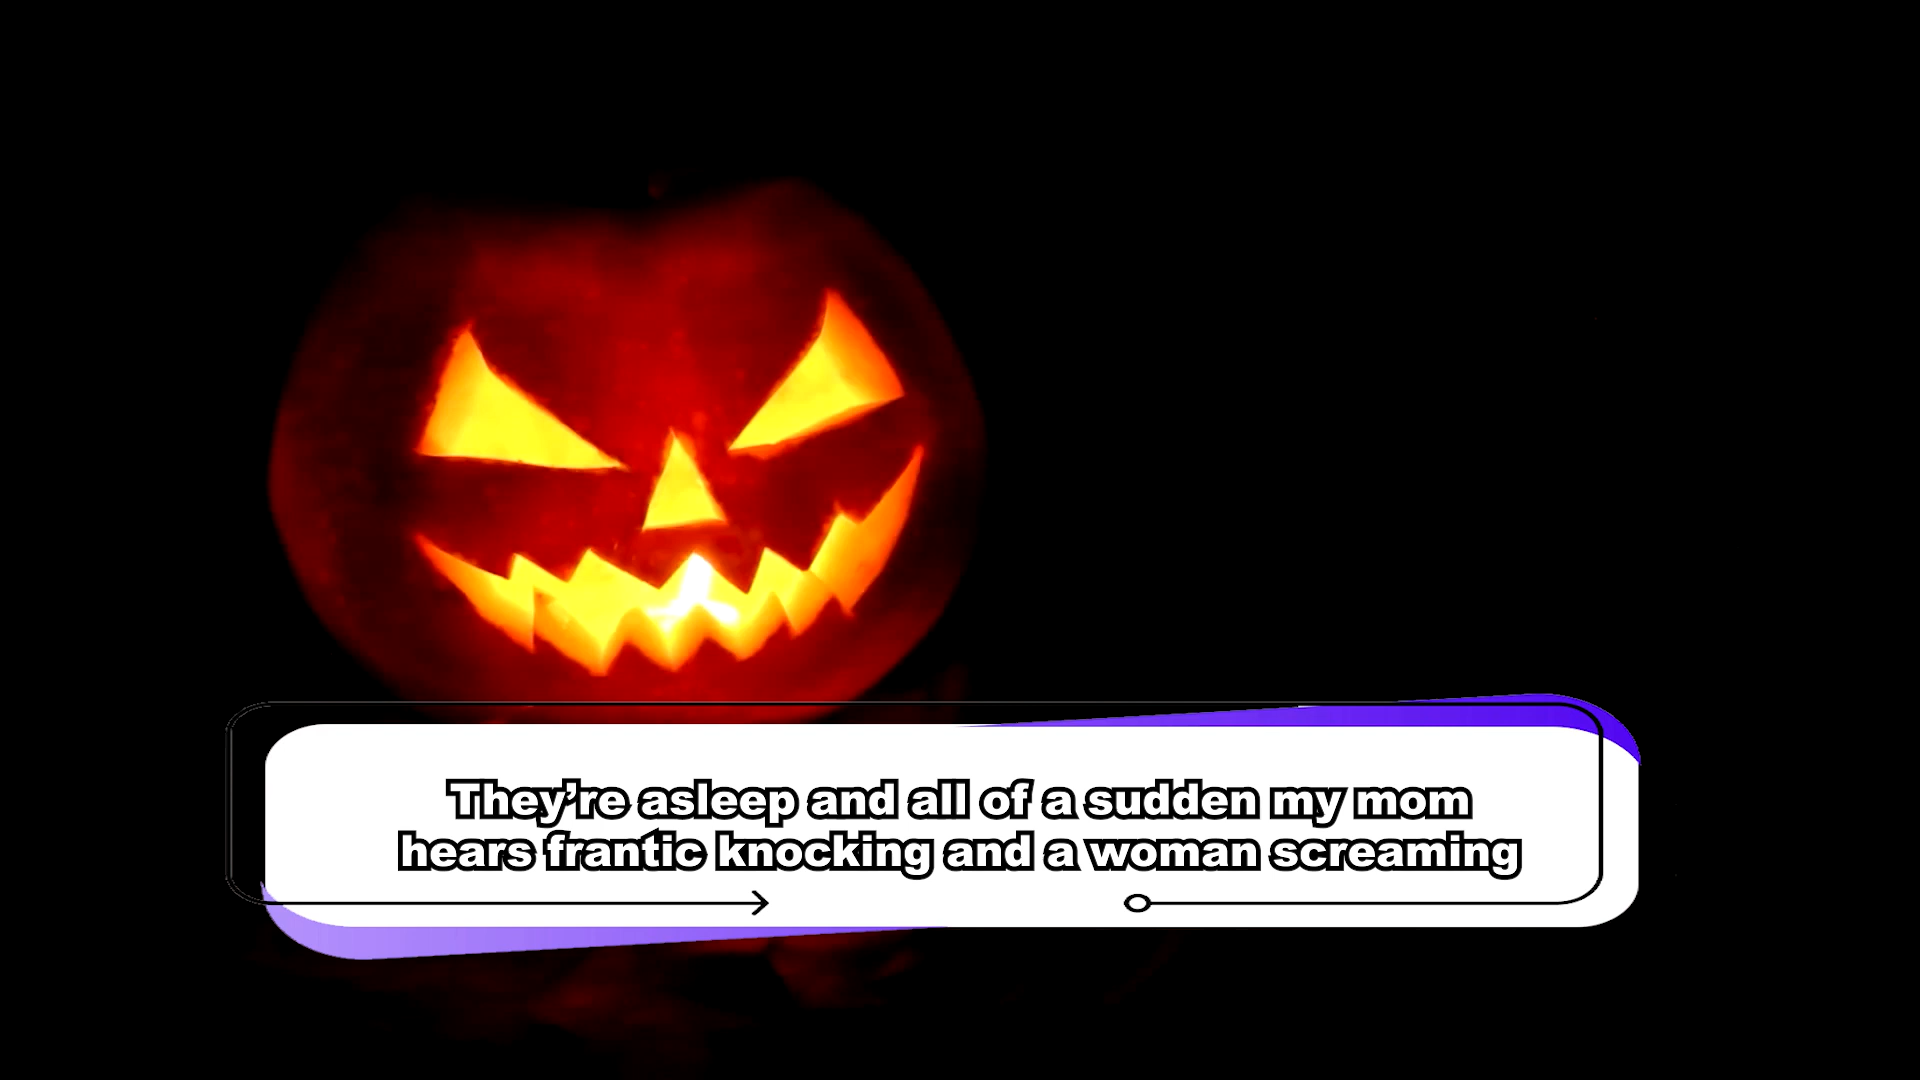 They’re asleep and all of a sudden my mom
hears frantic knocking and a woman screaming